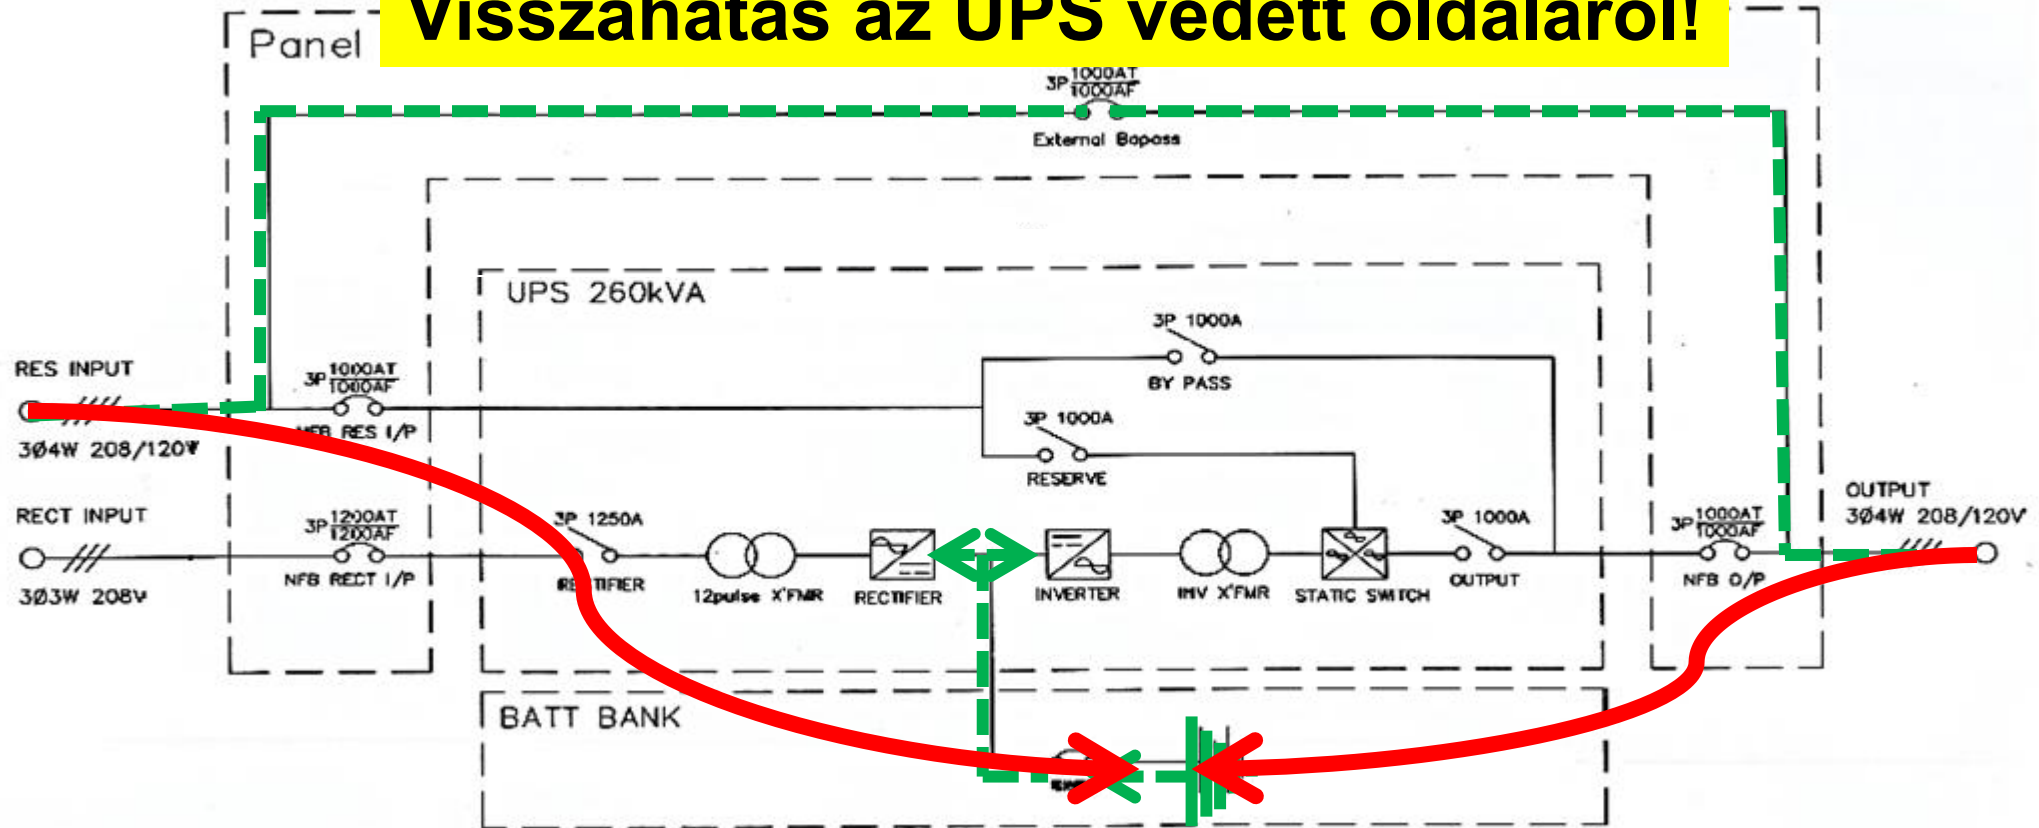 Visszahatás az UPS védett oldaláról!
Panel
3P 1000AT
1000AF
External Bapass
UPS 260kVA
3P 1000A
BY PASS
RES INPUT
3P 1000AT
1000AF
NFB RES I/P
3Ø4W 208/120V
3P 1000A
RESERVE
RECT INPUT
3P 1200AT
1200AF
NFB RECT I/P
3Ø3W 208V
3P 1250A
RECTIFIER
12pulse X'FMR
RECTIFIER
INVERTER
INV X'FMR
STATIC SWITCH
3P 1000A
OUTPUT
3P 1000AT
1000AF
NFB O/P
OUTPUT
3Ø4W 208/120V
BATT BANK